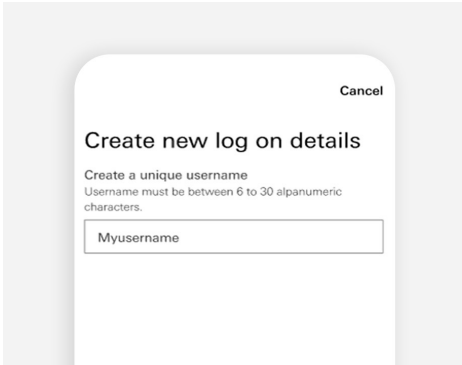 Cancel
Create new log on details
Create a unique username
Username must be between 6 to 30 alpanumeric
characters.
Myusername